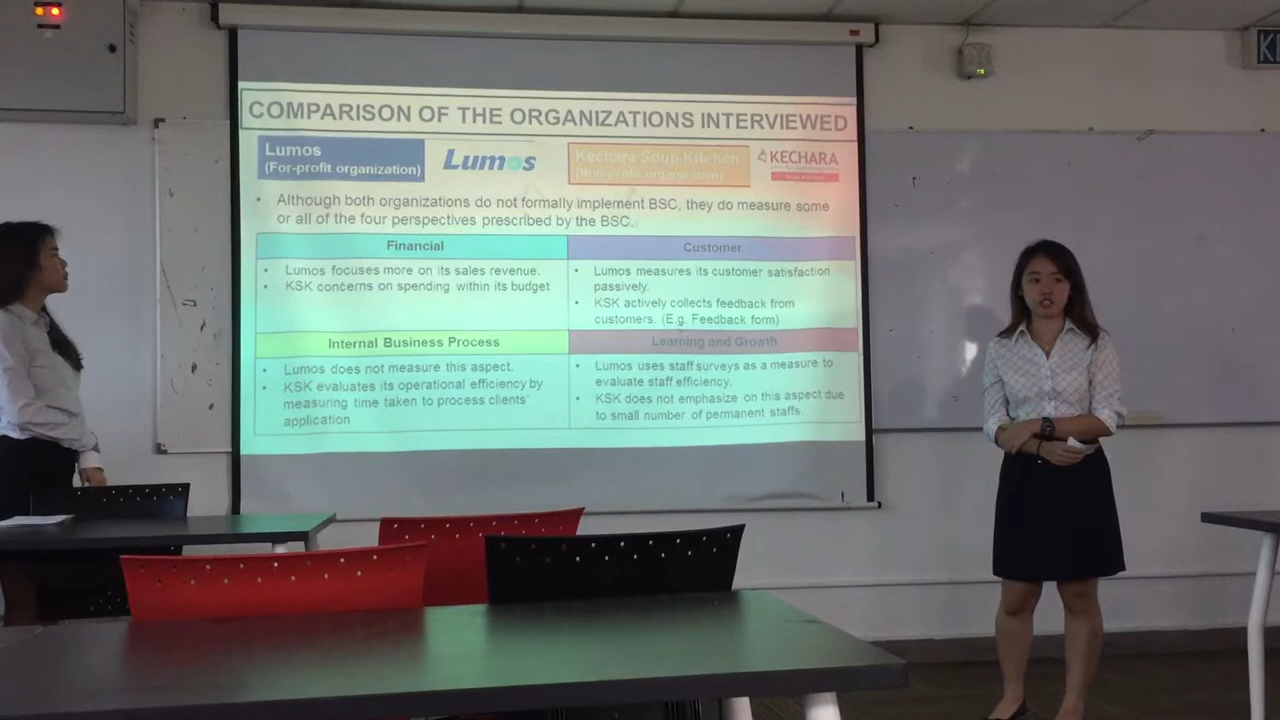 COMPARISON OF THE ORGANIZATIONS INTERVIEWED
Lumos
(For-profit organization)
Lumos
Kechara Soup Kitchen
(Non-profit organization)
KECHARA
• Although both organizations do not formally implement BSC, they do measure some
or all of the four perspectives prescribed by the BSC.
Financial
• Lumos focuses more on its sales revenue.
• KSK concerns on spending within its budget
Customer
• Lumos measures its customer satisfaction
passively.
• KSK actively collects feedback from
customers. (E.g. Feedback form)
Internal Business Process
• Lumos does not measure this aspect.
• KSK evaluates its operational efficiency by
measuring time taken to process clients'
application
Learning and Growth
• Lumos uses staff surveys as a measure to
evaluate staff efficiency.
• KSK does not emphasize on this aspect due
to small number of permanent staffs.